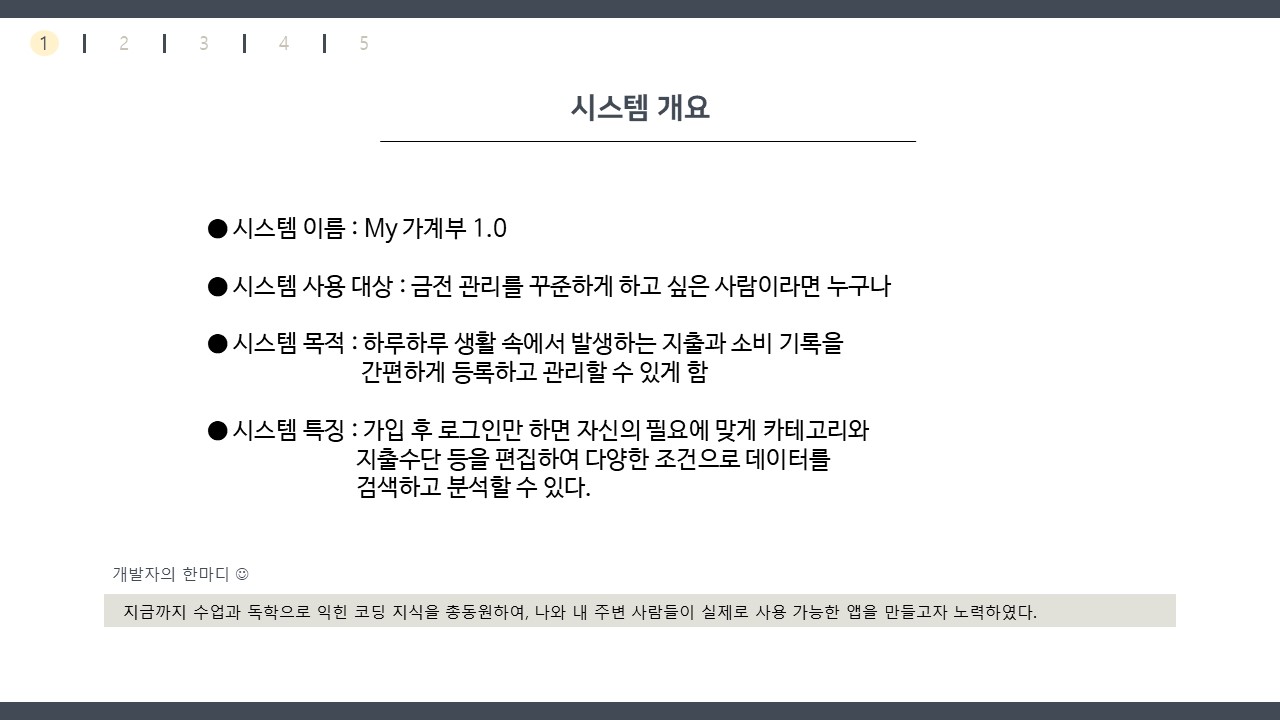 1 | 2 | 3 | 4 | 5
시스템 개요
● 시스템 이름 : My 가계부 1.0
● 시스템 사용 대상 : 금전 관리를 꾸준하게 하고 싶은 사람이라면 누구나
● 시스템 목적 : 하루하루 생활 속에서 발생하는 지출과 소비 기록을
간편하게 등록하고 관리할 수 있게 함
● 시스템 특징 : 가입 후 로그인만 하면 자신의 필요에 맞게 카테고리와
지출수단 등을 편집하여 다양한 조건으로 데이터를
검색하고 분석할 수 있다.
개발자의 한마디 ☺
지금까지 수업과 독학으로 익힌 코딩 지식을 총동원하여, 나와 내 주변 사람들이 실제로 사용 가능한 앱을 만들고자 노력하였다.